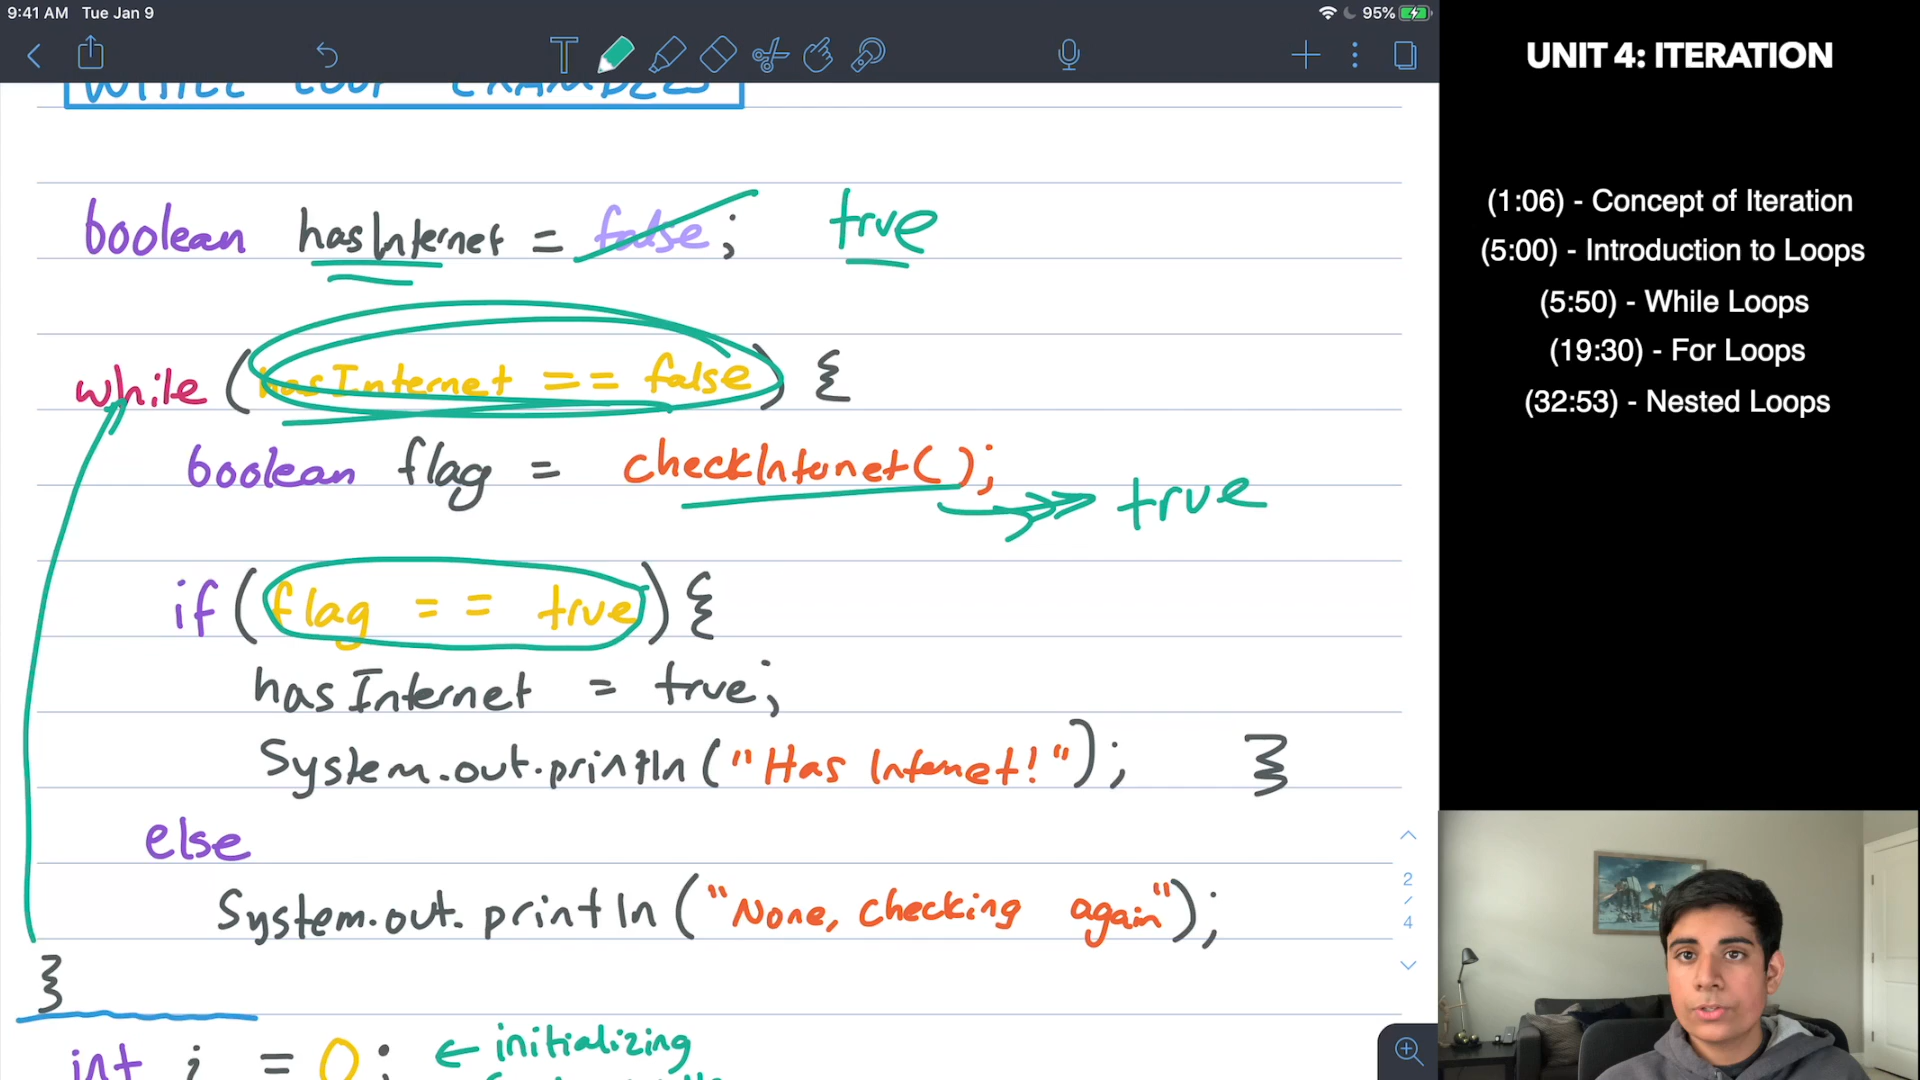 9:41 AM Tue Jan 9
95%
WHILE LOOP EXAMPLES
boolean hasInternet = false; true
while (hasInternet == false) {
boolean flag = checkInternet();
true
if (flag == true) {
hasInternet = true;
System.out.println ("Has Internet!"); }
else
System.out.println ("None, checking again");
}
int i = 0; ← initializing
2
4
UNIT 4: ITERATION
(1:06) - Concept of Iteration
(5:00) - Introduction to Loops
(5:50) - While Loops
(19:30) - For Loops
(32:53) - Nested Loops